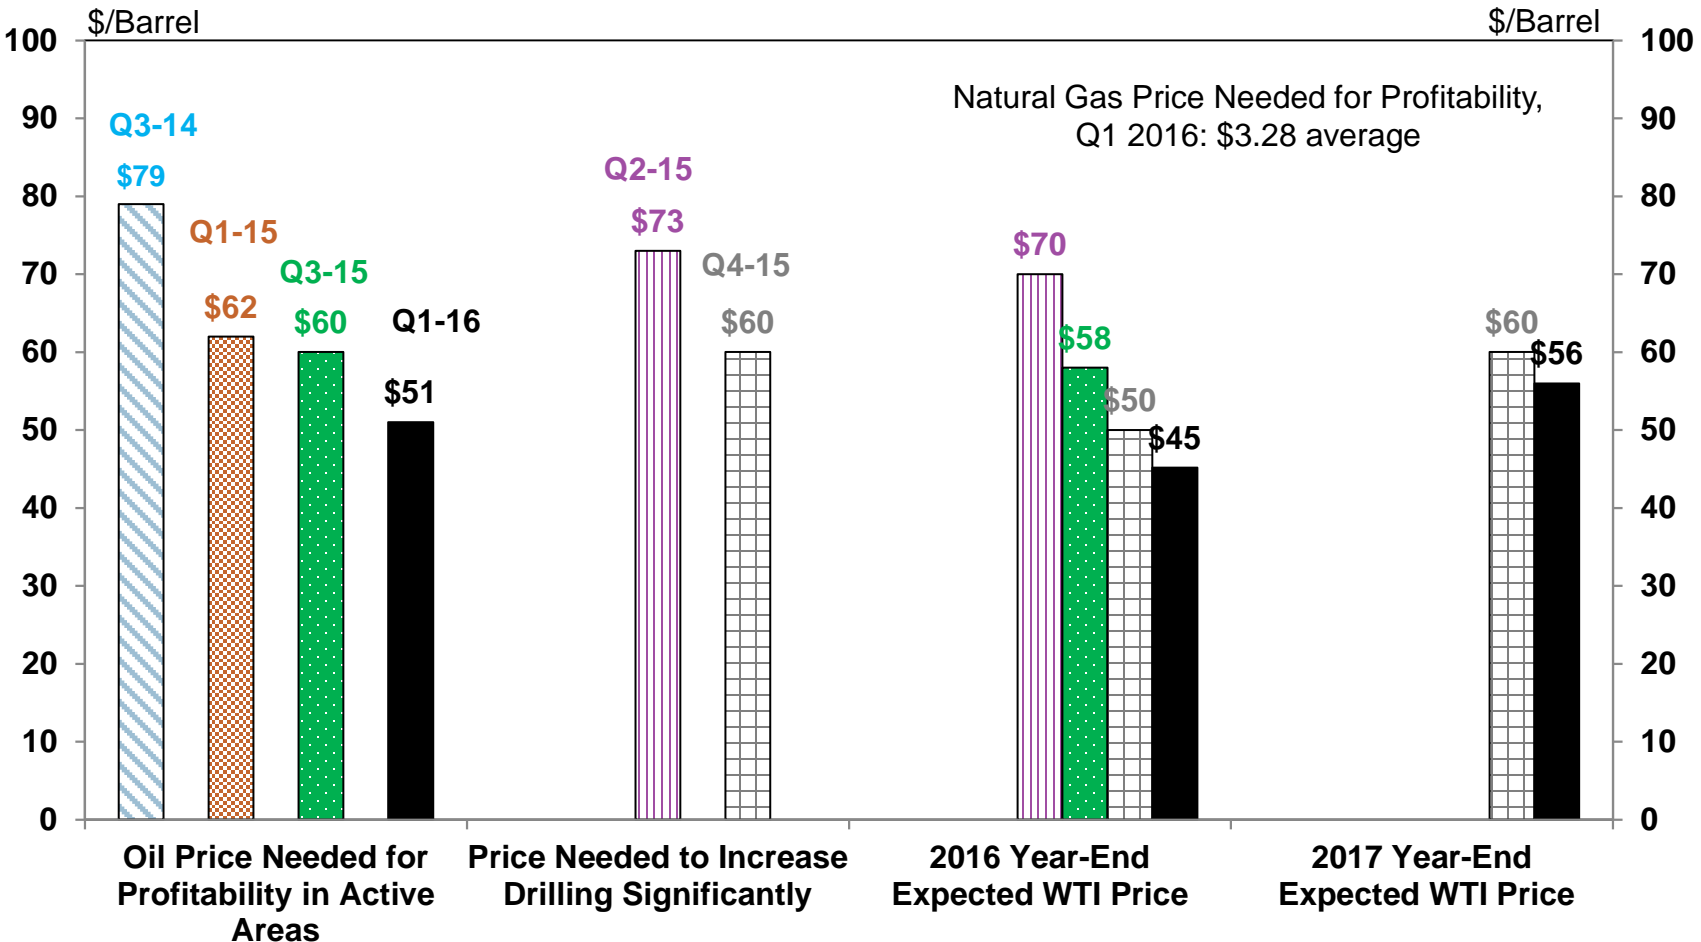 $/Barrel
$/Barrel
100
90
80
70
60
50
40
30
20
10
0
100
90
80
70
60
50
40
30
20
10
0
Natural Gas Price Needed for Profitability,
Q1 2016: $3.28 average
Q3-14
$79
Q1-15
$62
Q3-15
$60
Q1-16
$51
Q2-15
$73
Q4-15
$60
$70
$58
$50
$45
$60
$56
Oil Price Needed for
Profitability in Active
Areas
Price Needed to Increase
Drilling Significantly
2016 Year-End
Expected WTI Price
2017 Year-End
Expected WTI Price